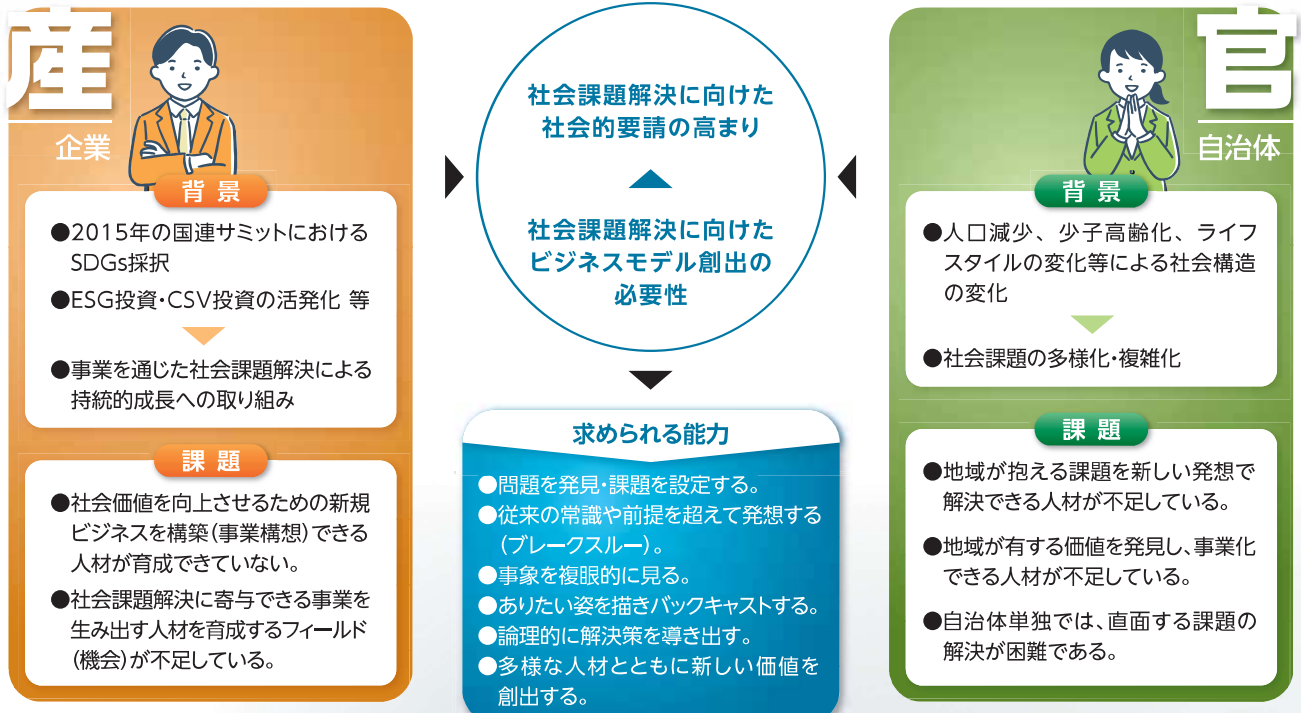 産
企業
背景
●2015年の国連サミットにおける
SDGs採択
●ESG投資・CSV投資の活発化 等
●事業を通じた社会課題解決による
持続的成長への取り組み
課題
●社会価値を向上させるための新規
ビジネスを構築(事業構想)できる
人材が育成できていない。
●社会課題解決に寄与できる事業を
生み出す人材を育成するフィールド
(機会)が不足している。
社会課題解決に向けた
社会的要請の高まり
社会課題解決に向けた
ビジネスモデル創出の
必要性
求められる能力
●問題を発見・課題を設定する。
●従来の常識や前提を超えて発想する
(ブレークスルー)。
●事象を複眼的に見る。
●ありたい姿を描きバックキャストする。
●論理的に解決策を導き出す。
●多様な人材とともに新しい価値を
創出する。
官
自治体
背景
●人口減少、少子高齢化、ライフ
スタイルの変化等による社会構造
の変化
●社会課題の多様化・複雑化
課題
●地域が抱える課題を新しい発想で
解決できる人材が不足している。
●地域が有する価値を発見し、事業化
できる人材が不足している。
●自治体単独では、直面する課題の
解決が困難である。